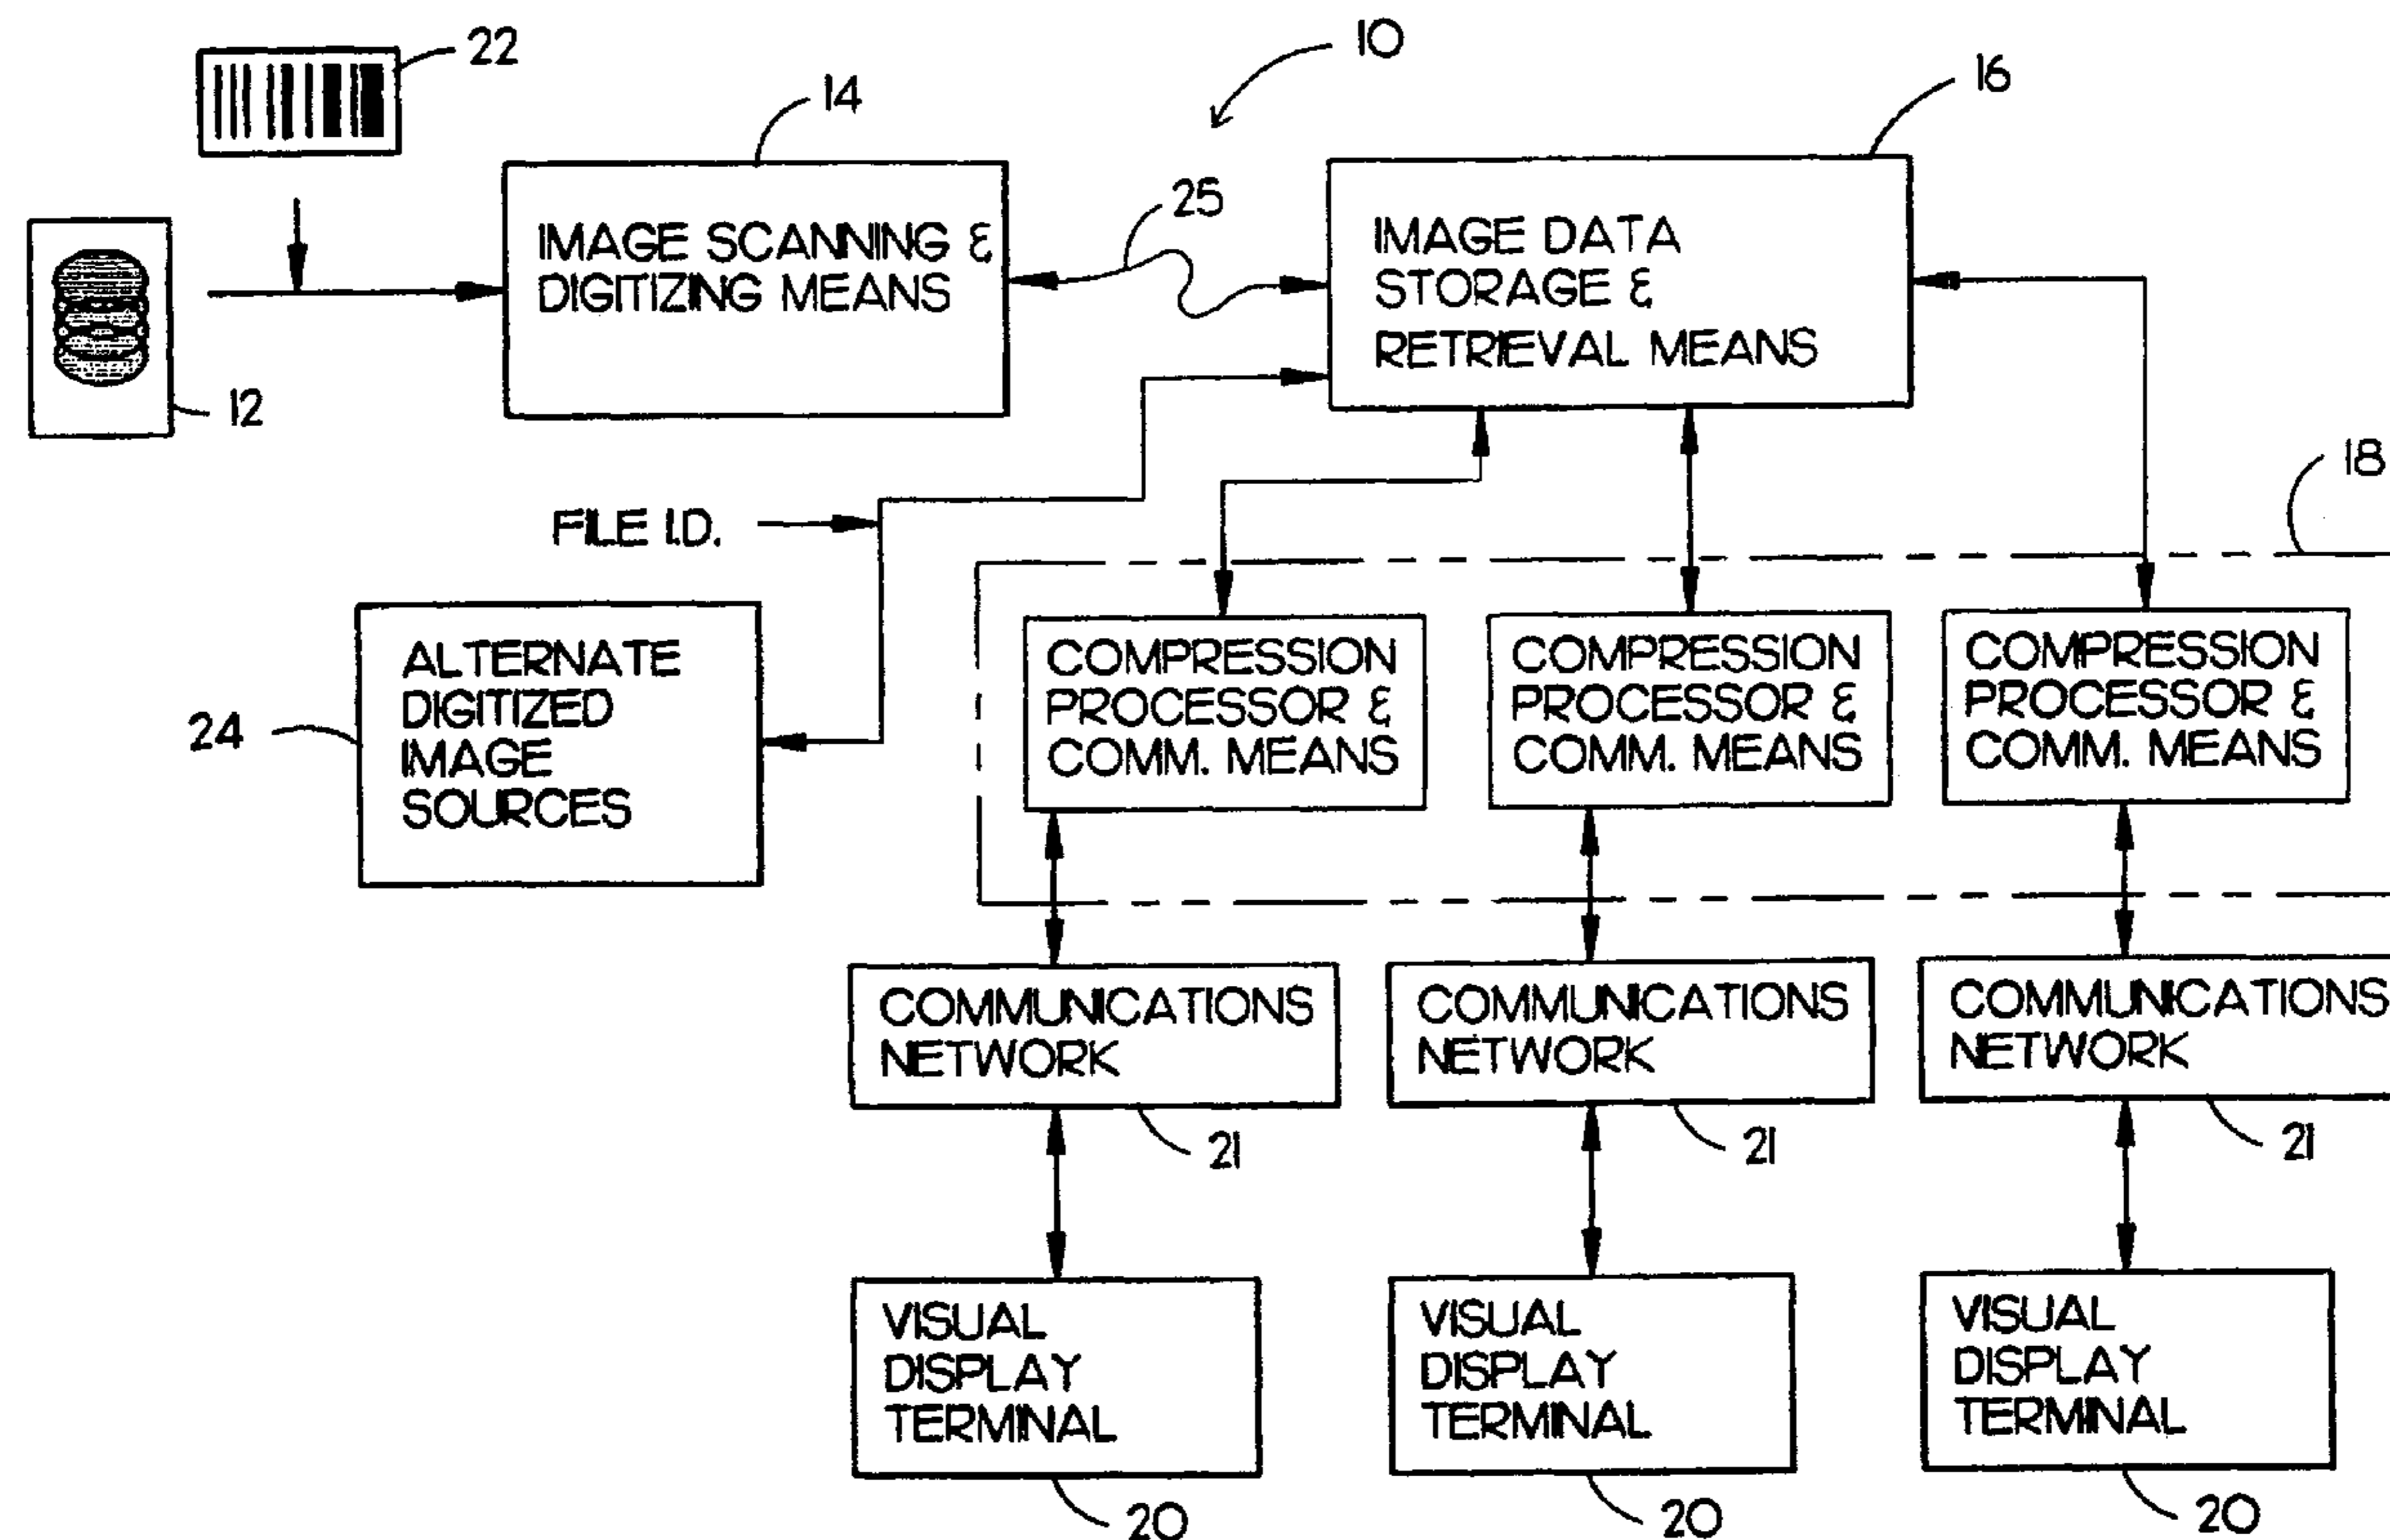 22
10
14
16
25
IMAGE SCANNING &
DIGITIZING MEANS
IMAGE DATA
STORAGE &
RETRIEVAL MEANS
12
18
FILE I.D.
ALTERNATE
DIGITIZED
IMAGE
SOURCES
24
COMPRESSION
PROCESSOR &
COMM. MEANS
COMPRESSION
PROCESSOR &
COMM. MEANS
COMPRESSION
PROCESSOR &
COMM. MEANS
COMMUNICATIONS
NETWORK
COMMUNICATIONS
NETWORK
COMMUNICATIONS
NETWORK
21
21
21
VISUAL
DISPLAY
TERMINAL
VISUAL
DISPLAY
TERMINAL
VISUAL
DISPLAY
TERMINAL
20
20
20